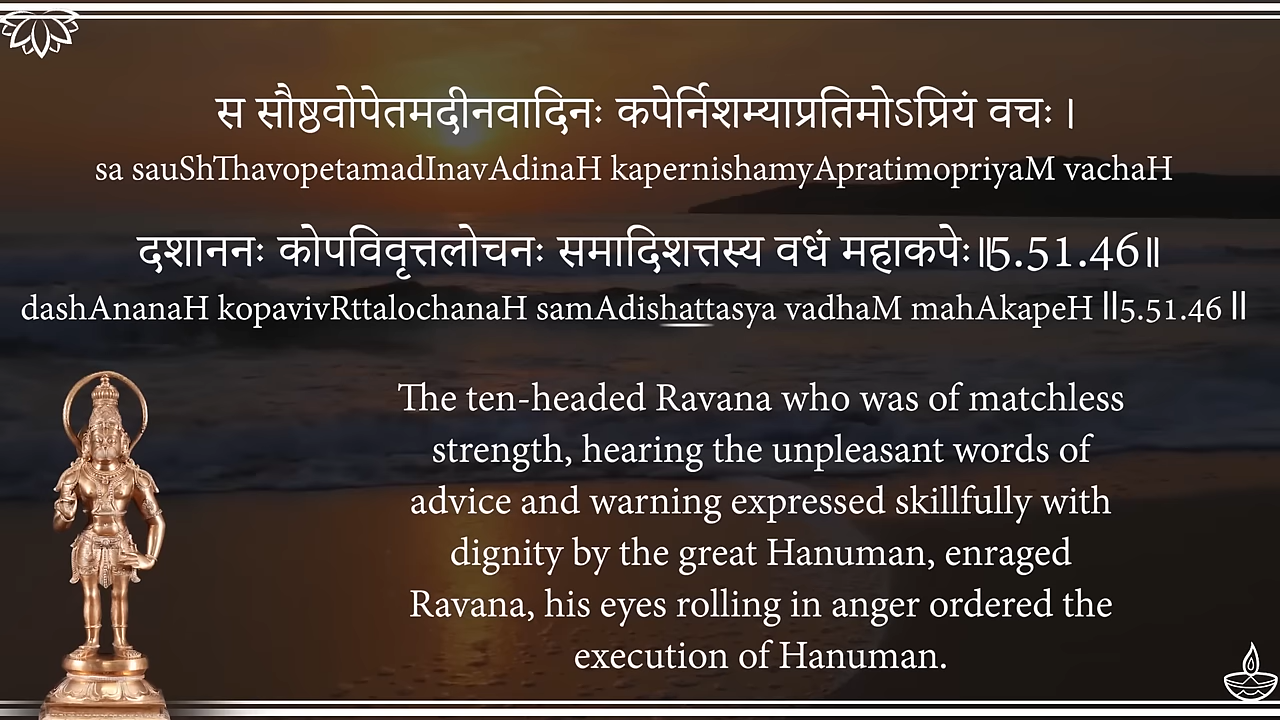 स सौष्ठवोपेतमदीनवादिनः कपेर्निशम्याप्रतिमोऽप्रियं वचः ।
sa sauShThavopetamadInavAdinaH kapernishamyApratimopriyaM vachaH
दशाननः कोपविवृत्तलोचनः समादिशत्तस्य वधं महाकपेः॥5.51.46॥
dashAnanaH kopavivRttalochanaH samAdishattasya vadhaM mahAkapeH ॥5.51.46 ॥
The ten-headed Ravana who was of matchless
strength, hearing the unpleasant words of
advice and warning expressed skillfully with
dignity by the great Hanuman, enraged
Ravana, his eyes rolling in anger ordered the
execution of Hanuman.